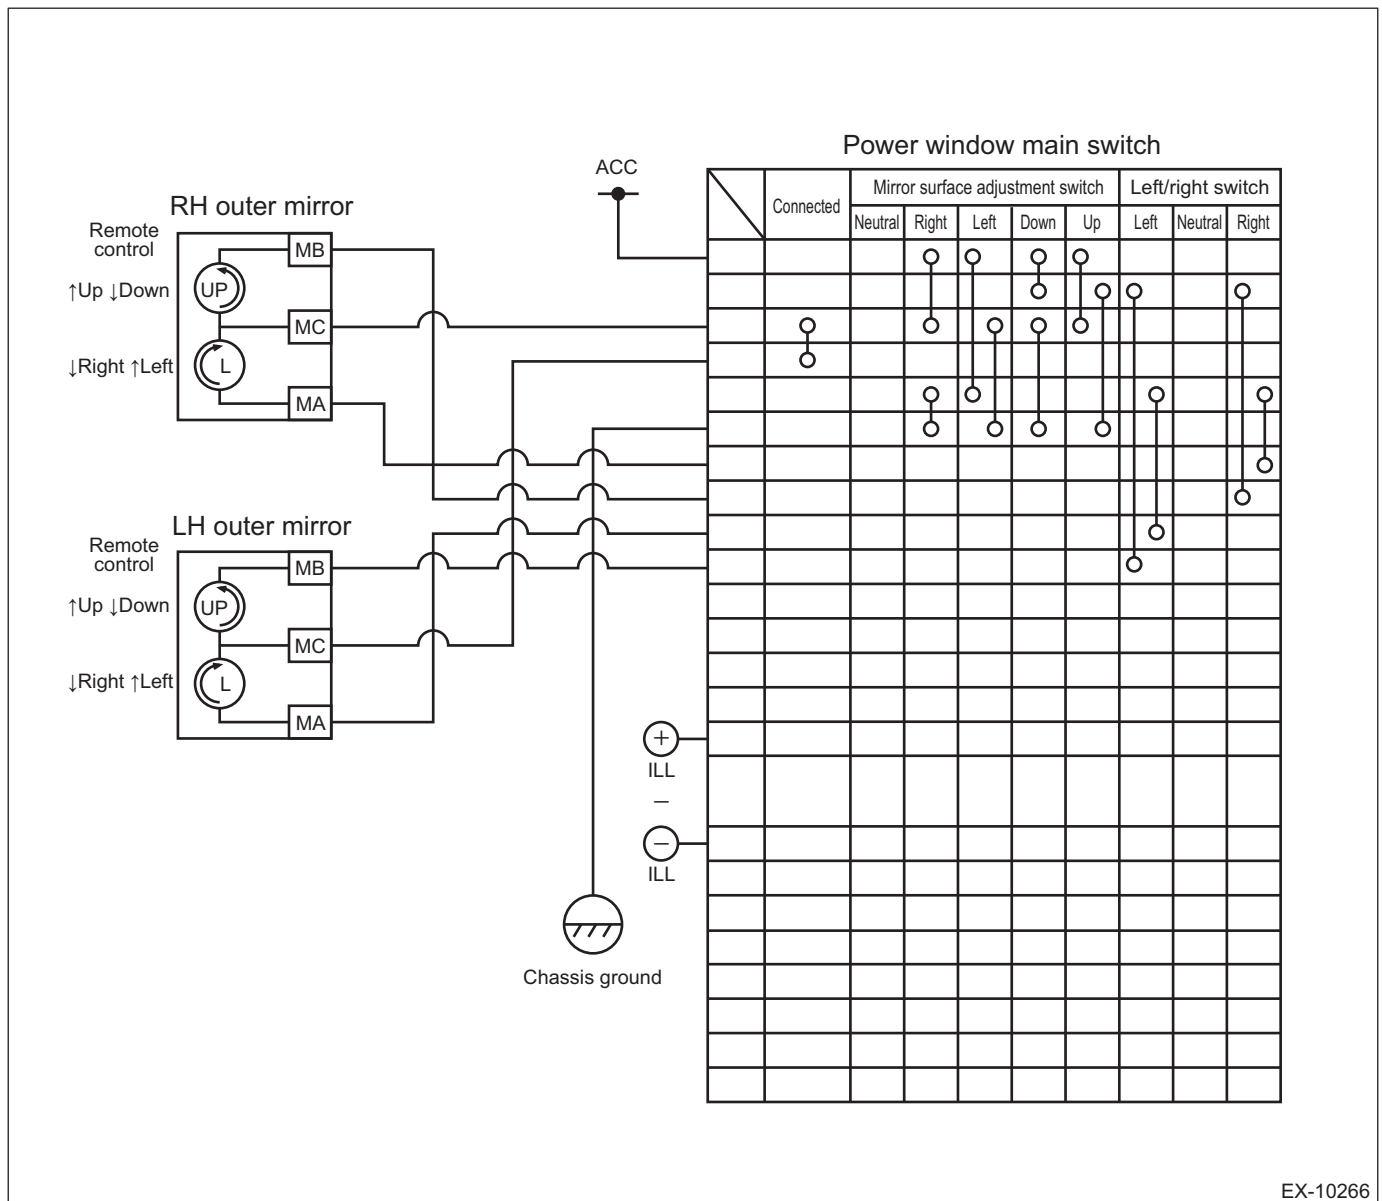 Power window main switch
ACC
Connected
Mirror surface adjustment switch
Left/right switch
Neutral Right Left Down Up Left Neutral Right
RH outer mirror
Remote
control
↑Up ↓Down
↓Right ↑Left
UP
L
MB
MC
MA
LH outer mirror
Remote
control
↑Up ↓Down
↓Right ↑Left
UP
L
MB
MC
MA
+
ILL
–
−
ILL
Chassis ground
EX-10266